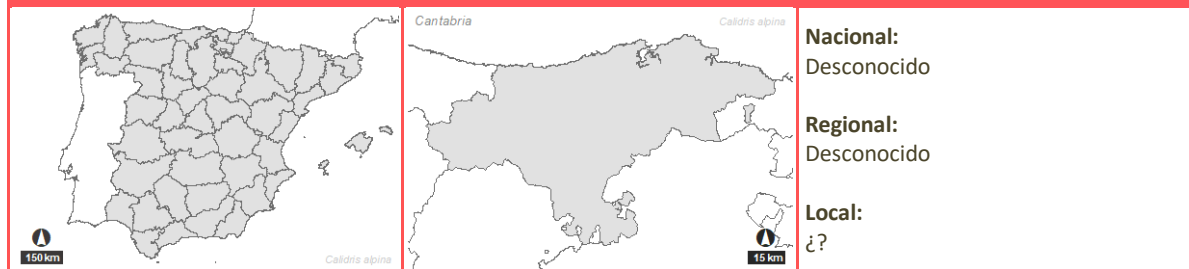 150 km
Calidris alpina
Cantabria
Calidris alpina
15 km
Nacional:
Desconocido
Regional:
Desconocido
Local:
¿?